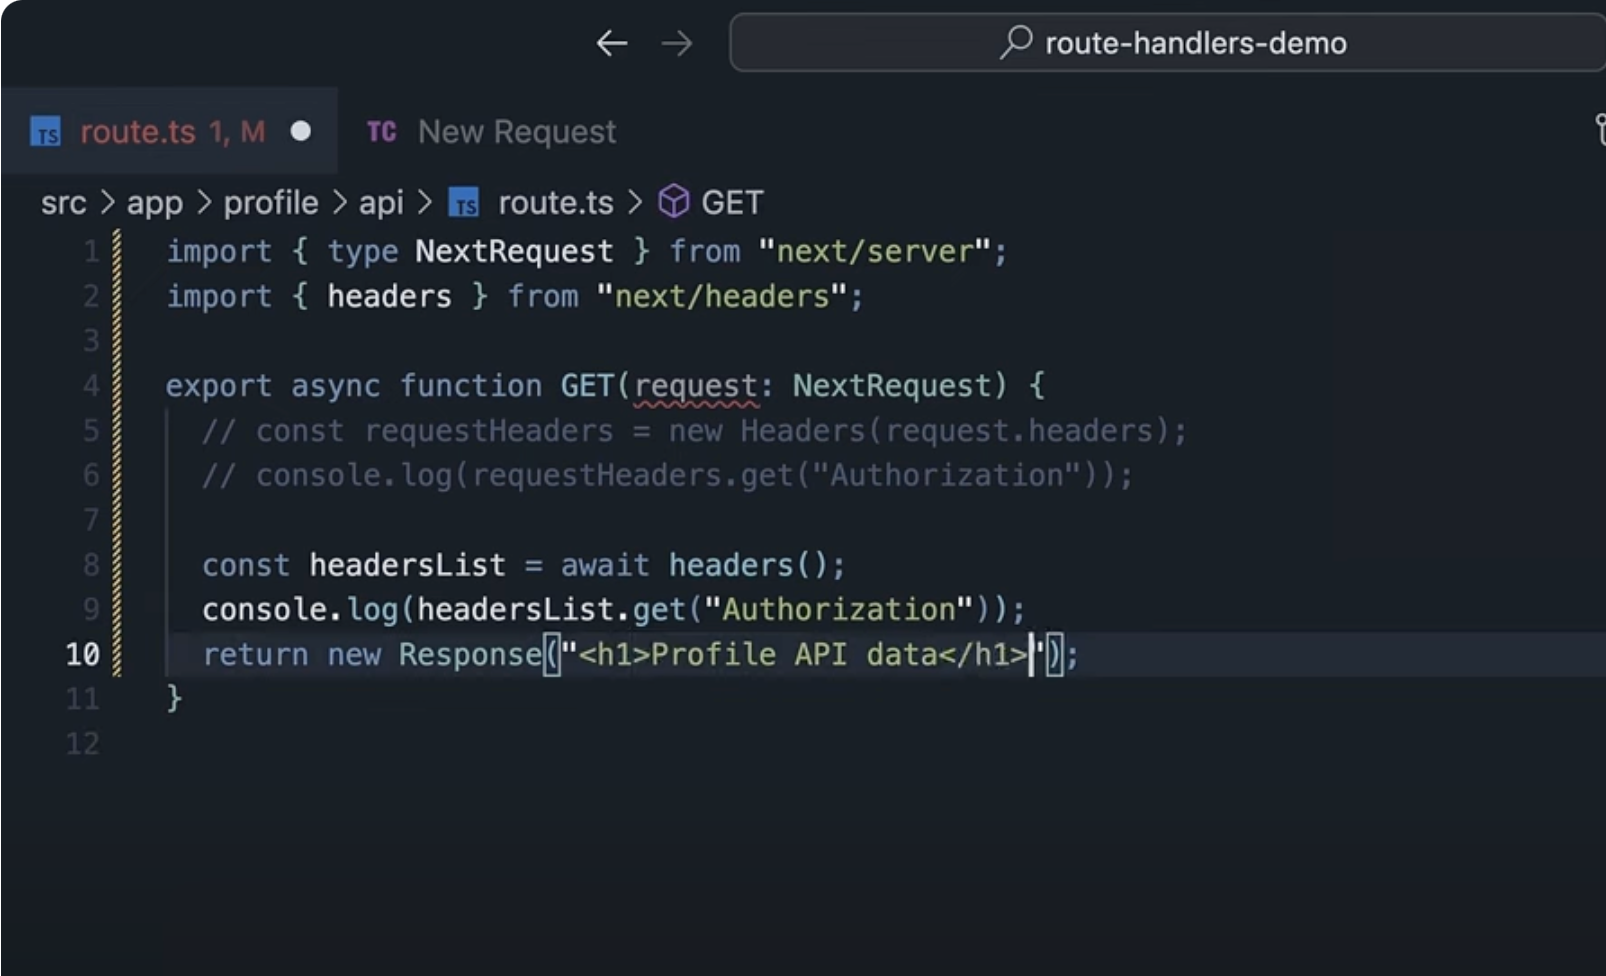 route-handlers-demo
TS route.ts 1, M TC New Request
src > app > profile > api > TS route.ts > GET
1 import { type NextRequest } from "next/server";
2 import { headers } from "next/headers";
3
4 export async function GET(request: NextRequest) {
5 // const requestHeaders = new Headers(request.headers);
6 // console.log(requestHeaders.get("Authorization"));
7
8 const headersList = await headers();
9 console.log(headersList.get("Authorization"));
10 return new Response("<h1>Profile API data</h1>");
11 }
12